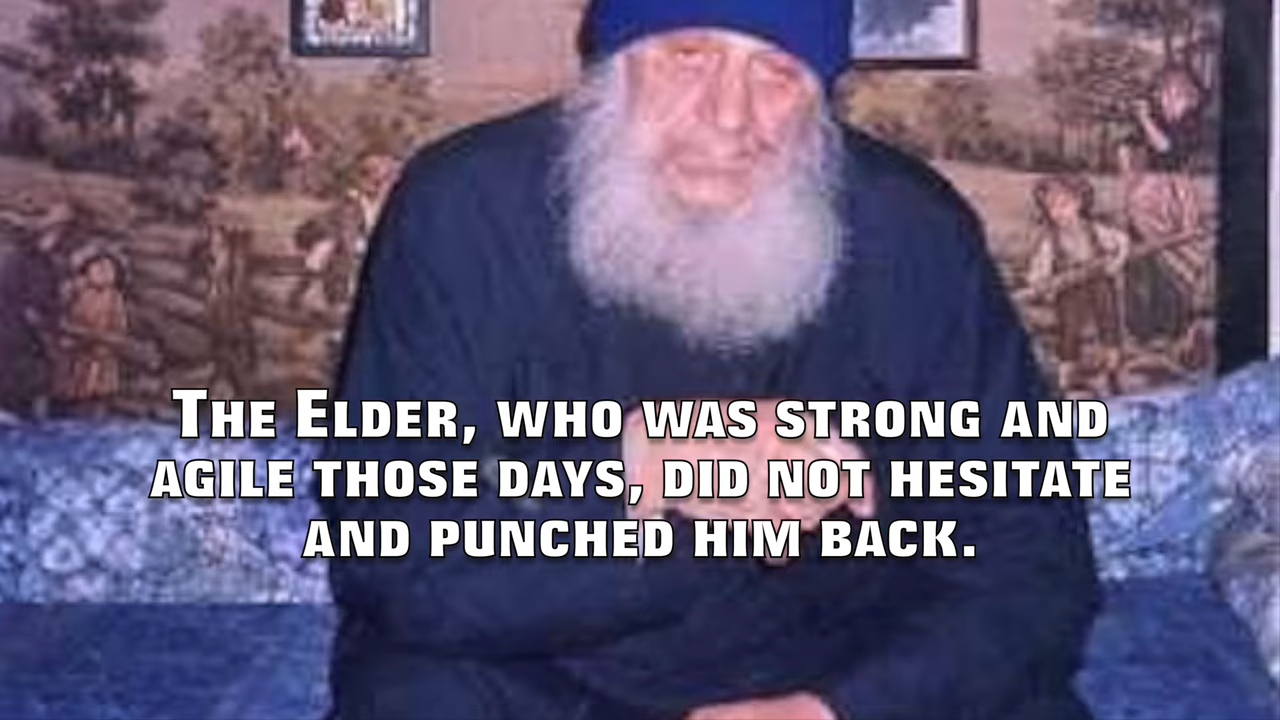 The Elder, who was strong and
agile those days, did not hesitate
and punched him back.